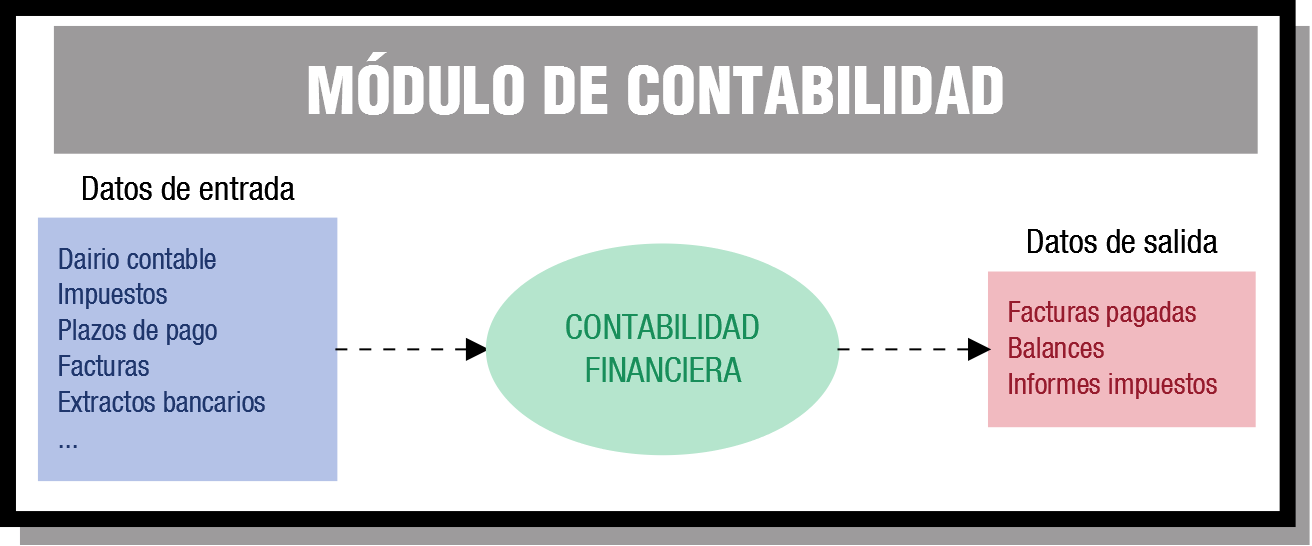 MÓDULO DE CONTABILIDAD
Datos de entrada
Dairio contable
Impuestos
Plazos de pago
Facturas
Extractos bancarios
...
CONTABILIDAD
FINANCIERA
Datos de salida
Facturas pagadas
Balances
Informes impuestos